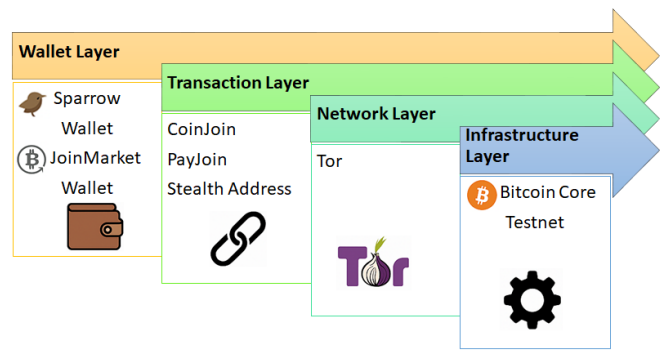 Wallet Layer
Sparrow
Wallet
JoinMarket
Wallet
Transaction Layer
CoinJoin
PayJoin
Stealth Address
Network Layer
Tor
Tor
Infrastructure
Layer
Bitcoin Core
Testnet